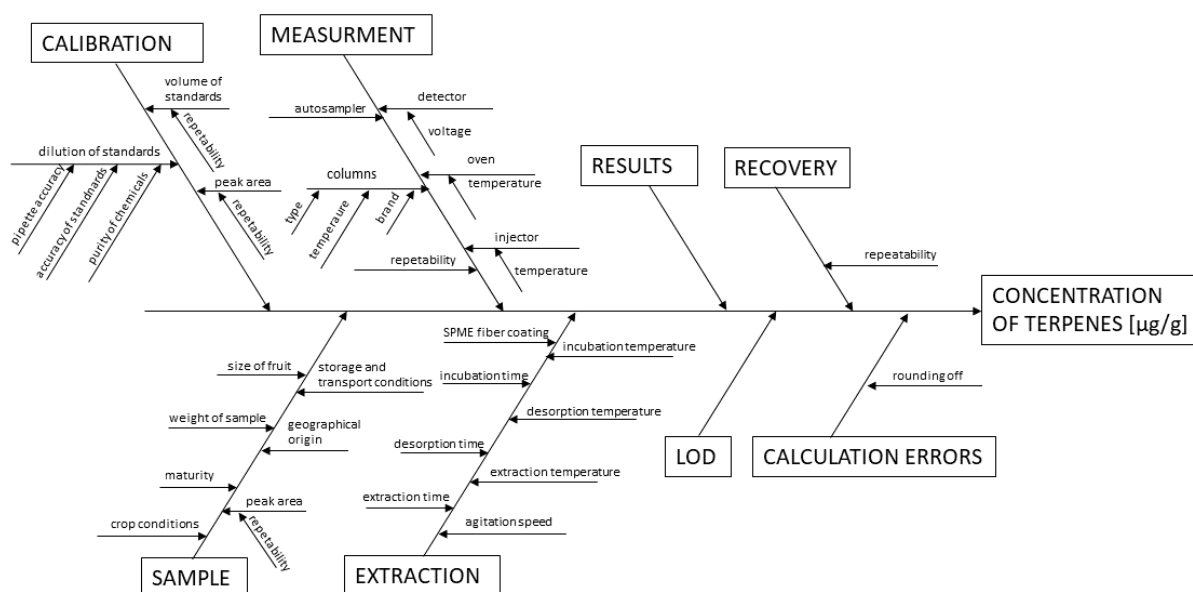 CALIBRATION
MEASURMENT
volume of
standards
repetability
dilution of standards
pipette accuracy
accuracy of standnards
purity of chemicals
peak area
repetability
autosampler
detector
voltage
oven
temperature
columns
type
temperaure
brand
injector
temperature
repetability
RESULTS
RECOVERY
repeatability
CONCENTRATION
OF TERPENES [µg/g]
SPME fiber coating
incubation temperature
size of fruit
storage and
transport conditions
incubation time
rounding off
weight of sample
geographical
origin
desorption temperature
desorption time
LOD
CALCULATION ERRORS
maturity
peak area
repetability
extraction temperature
extraction time
crop conditions
agitation speed
SAMPLE
EXTRACTION